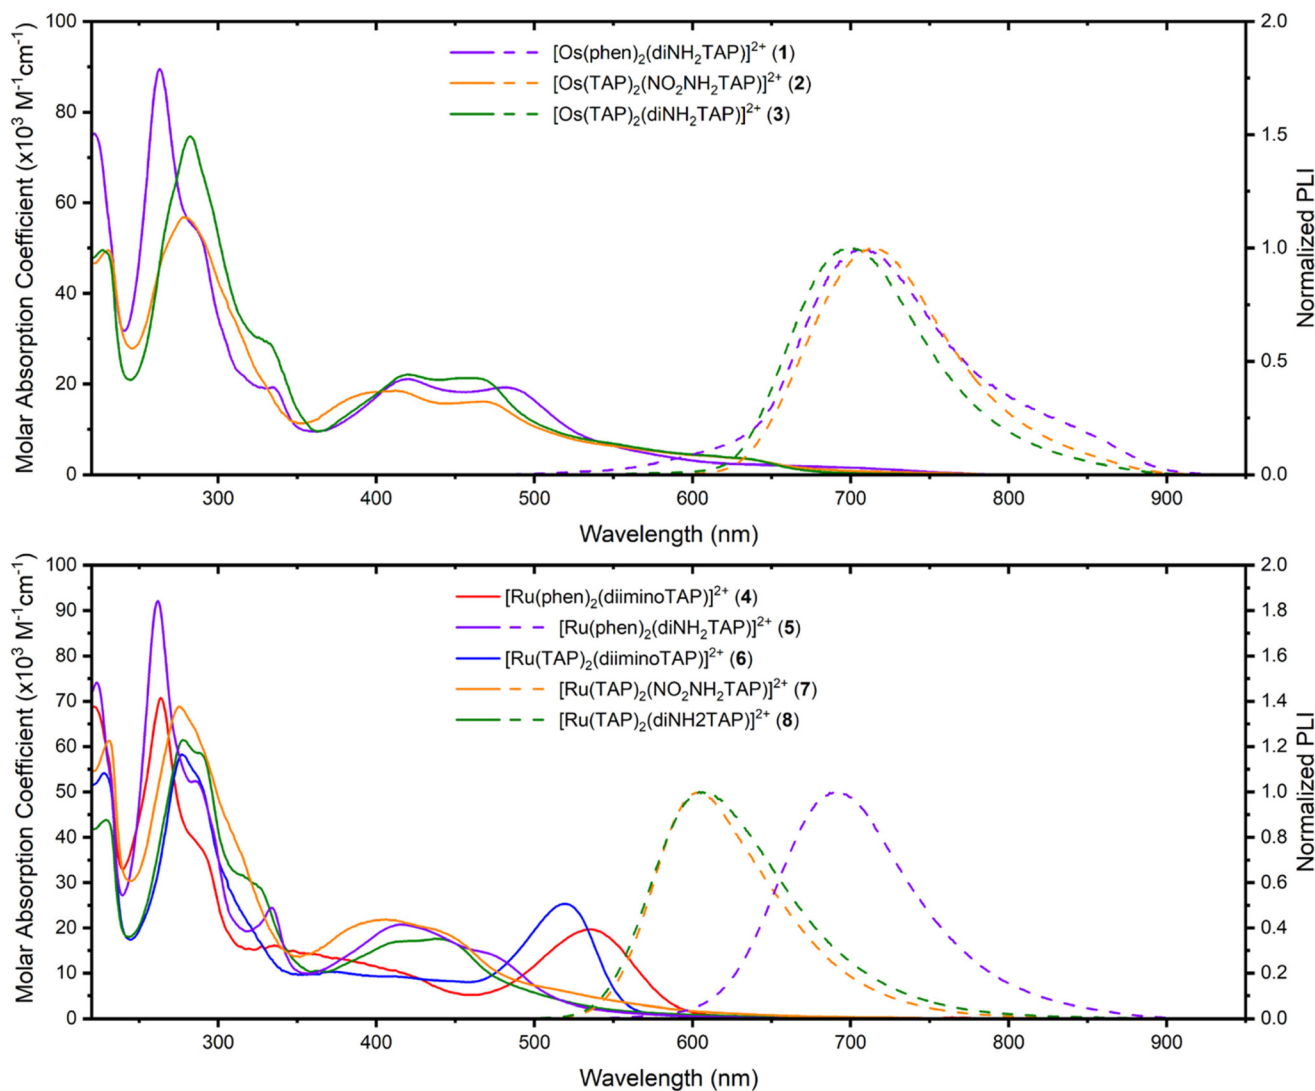 100
80
60
40
20
0
Molar Absorption Coefficient (x10³ M⁻¹cm⁻¹)
[Os(phen)₂(diNH₂TAP)]²⁺ (1)
[Os(TAP)₂(NO₂NH₂TAP)]²⁺ (2)
[Os(TAP)₂(diNH₂TAP)]²⁺ (3)
2.0
1.5
1.0
0.5
0.0
Normalized PLI
300 400 500 600 700 800 900
Wavelength (nm)
100
90
80
70
60
50
40
30
20
10
0
Molar Absorption Coefficient (x10³ M⁻¹cm⁻¹)
[Ru(phen)₂(diiminoTAP)]²⁺ (4)
[Ru(phen)₂(diNH₂TAP)]²⁺ (5)
[Ru(TAP)₂(diiminoTAP)]²⁺ (6)
[Ru(TAP)₂(NO₂NH₂TAP)]²⁺ (7)
[Ru(TAP)₂(diNH2TAP)]²⁺ (8)
2.0
1.8
1.6
1.4
1.2
1.0
0.8
0.6
0.4
0.2
0.0
Normalized PLI
300 400 500 600 700 800 900
Wavelength (nm)